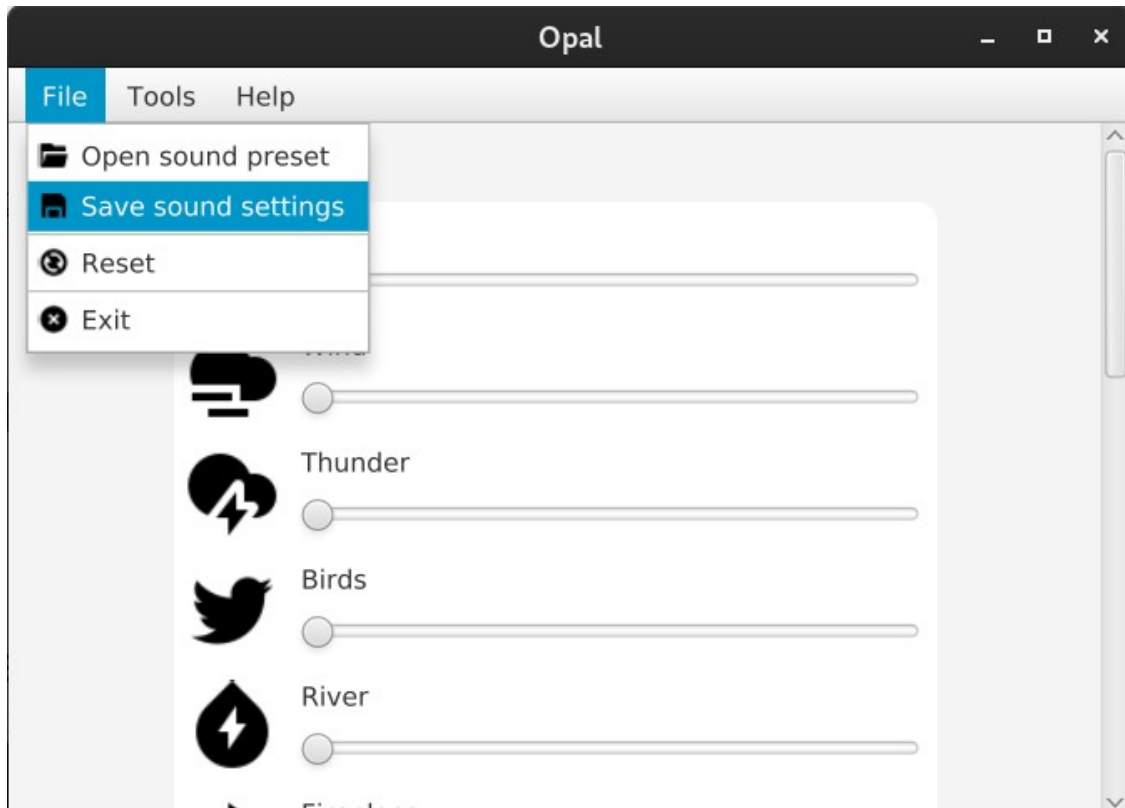 Opal
File Tools Help
Open sound preset
Save sound settings
Reset
Exit
Thunder
Birds
River